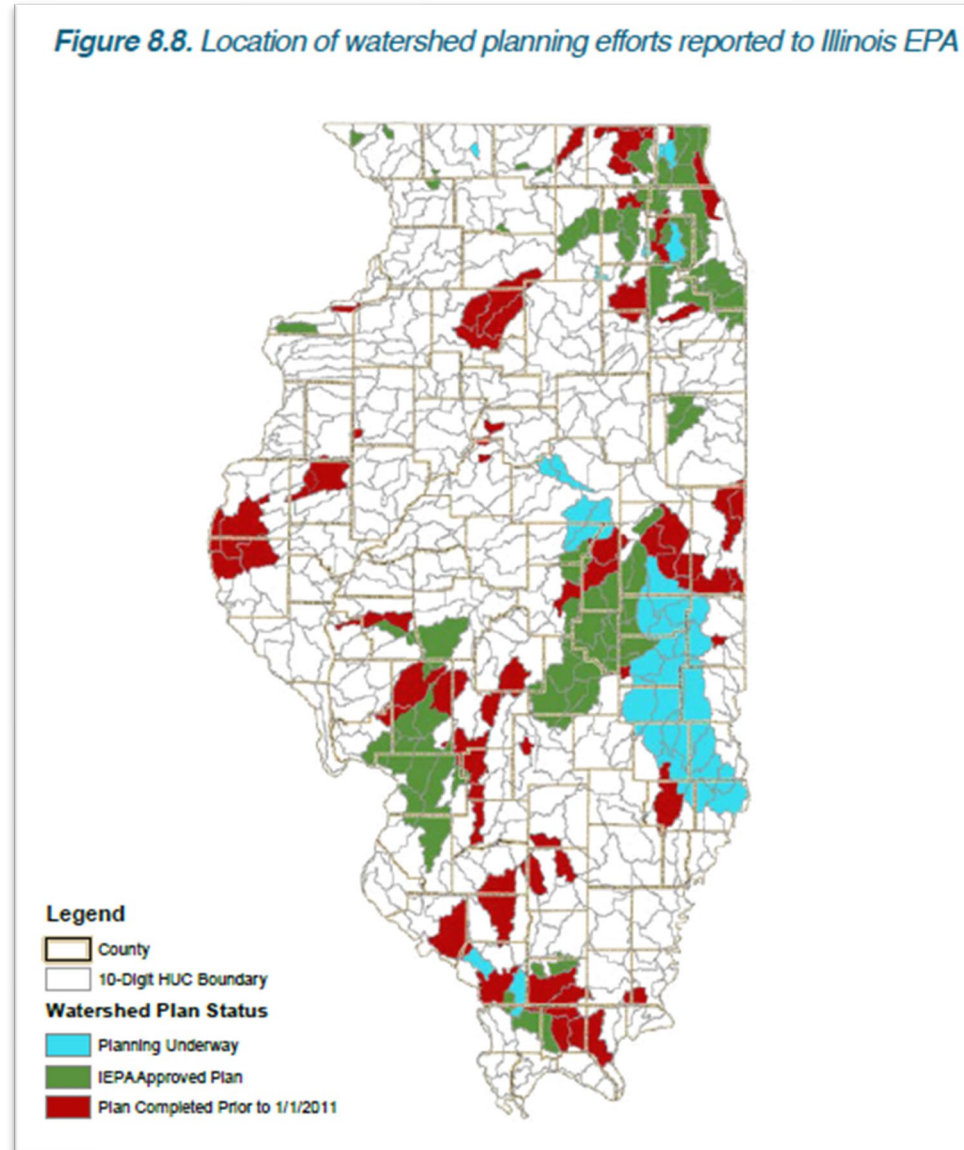 Figure 8.8. Location of watershed planning efforts reported to Illinois EPA
Legend
County
10-Digit HUC Boundary
Watershed Plan Status
Planning Underway
IEPAApproved Plan
Plan Completed Prior to 1/1/2011